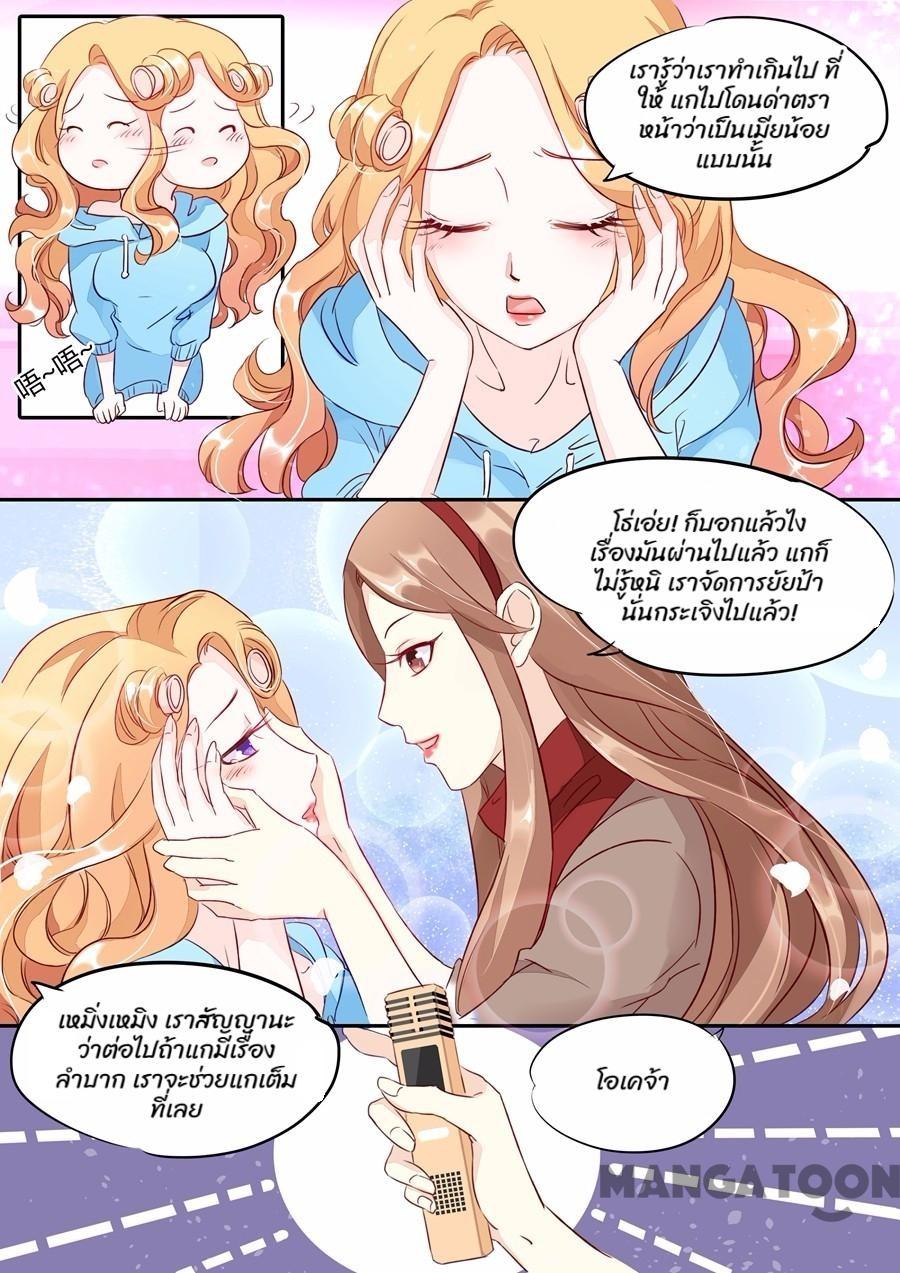 เรารู้ว่าเราทำเกินไป ที่
ให้ แกไปโดนด่าตรา
หน้าว่าเป็นเมียน้อย
แบบนั้น
唔~唔~
โธ่เอ่ย! ก็บอกแล้วไง
เรื่องมันผ่านไปแล้ว แกก็
ไม่รู้หนิ เราจัดการยัยป้า
นั่นกระเจิงไปแล้ว!
เหมิ่งเหมิง เราสัญญานะ
ว่าต่อไปถ้าแกมีเรื่อง
ลำบาก เราจะช่วยแกเต็ม
ที่เลย
โอเคจ้า
MANGATOON